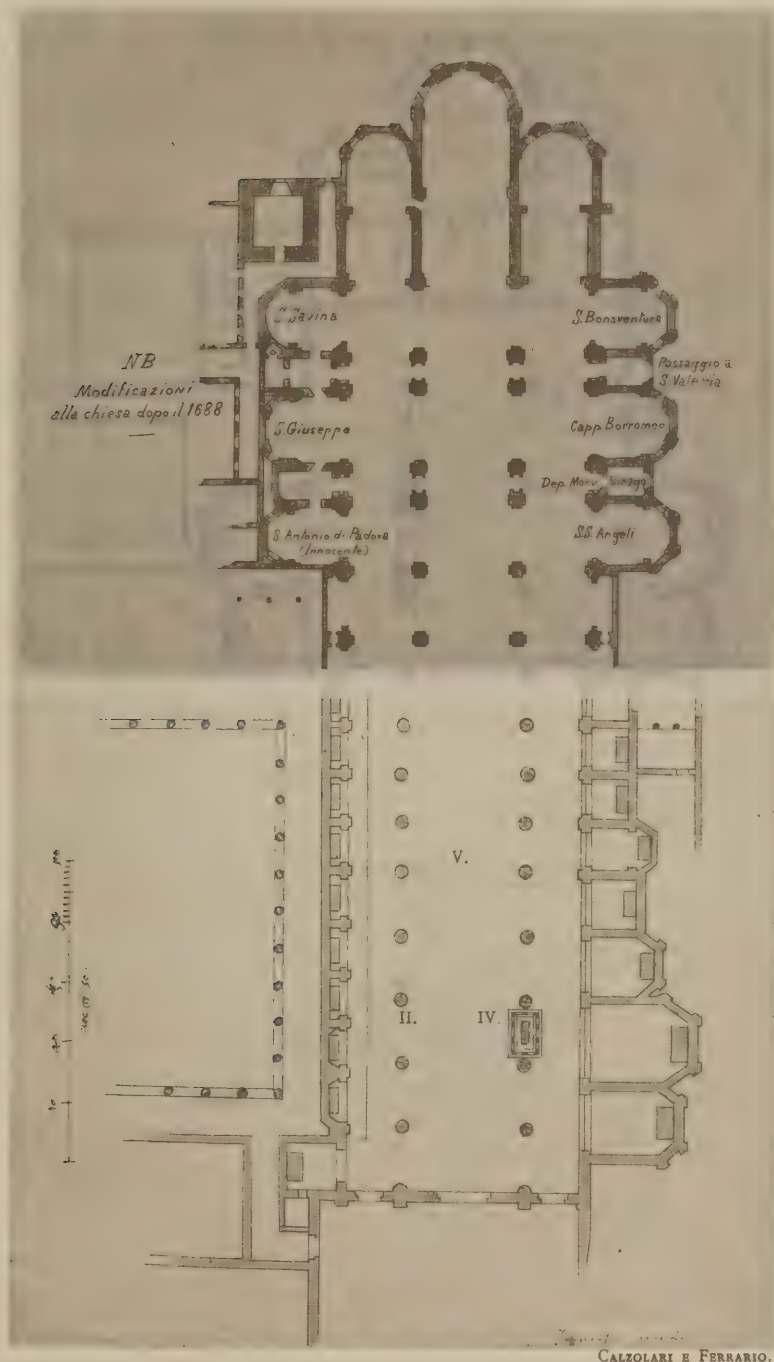 S. Savina
S. Bonaventura
NB
Modificazioni
alla chiesa dopo il 1688
Passaggio a
S. Valeria
S. Giuseppe
Capp. Borromeo
Dep.
S. Antonio di Padova
(Innocente)
S.S. Angeli
V.
II.
IV.
CALZOLARI E FERRARIO.